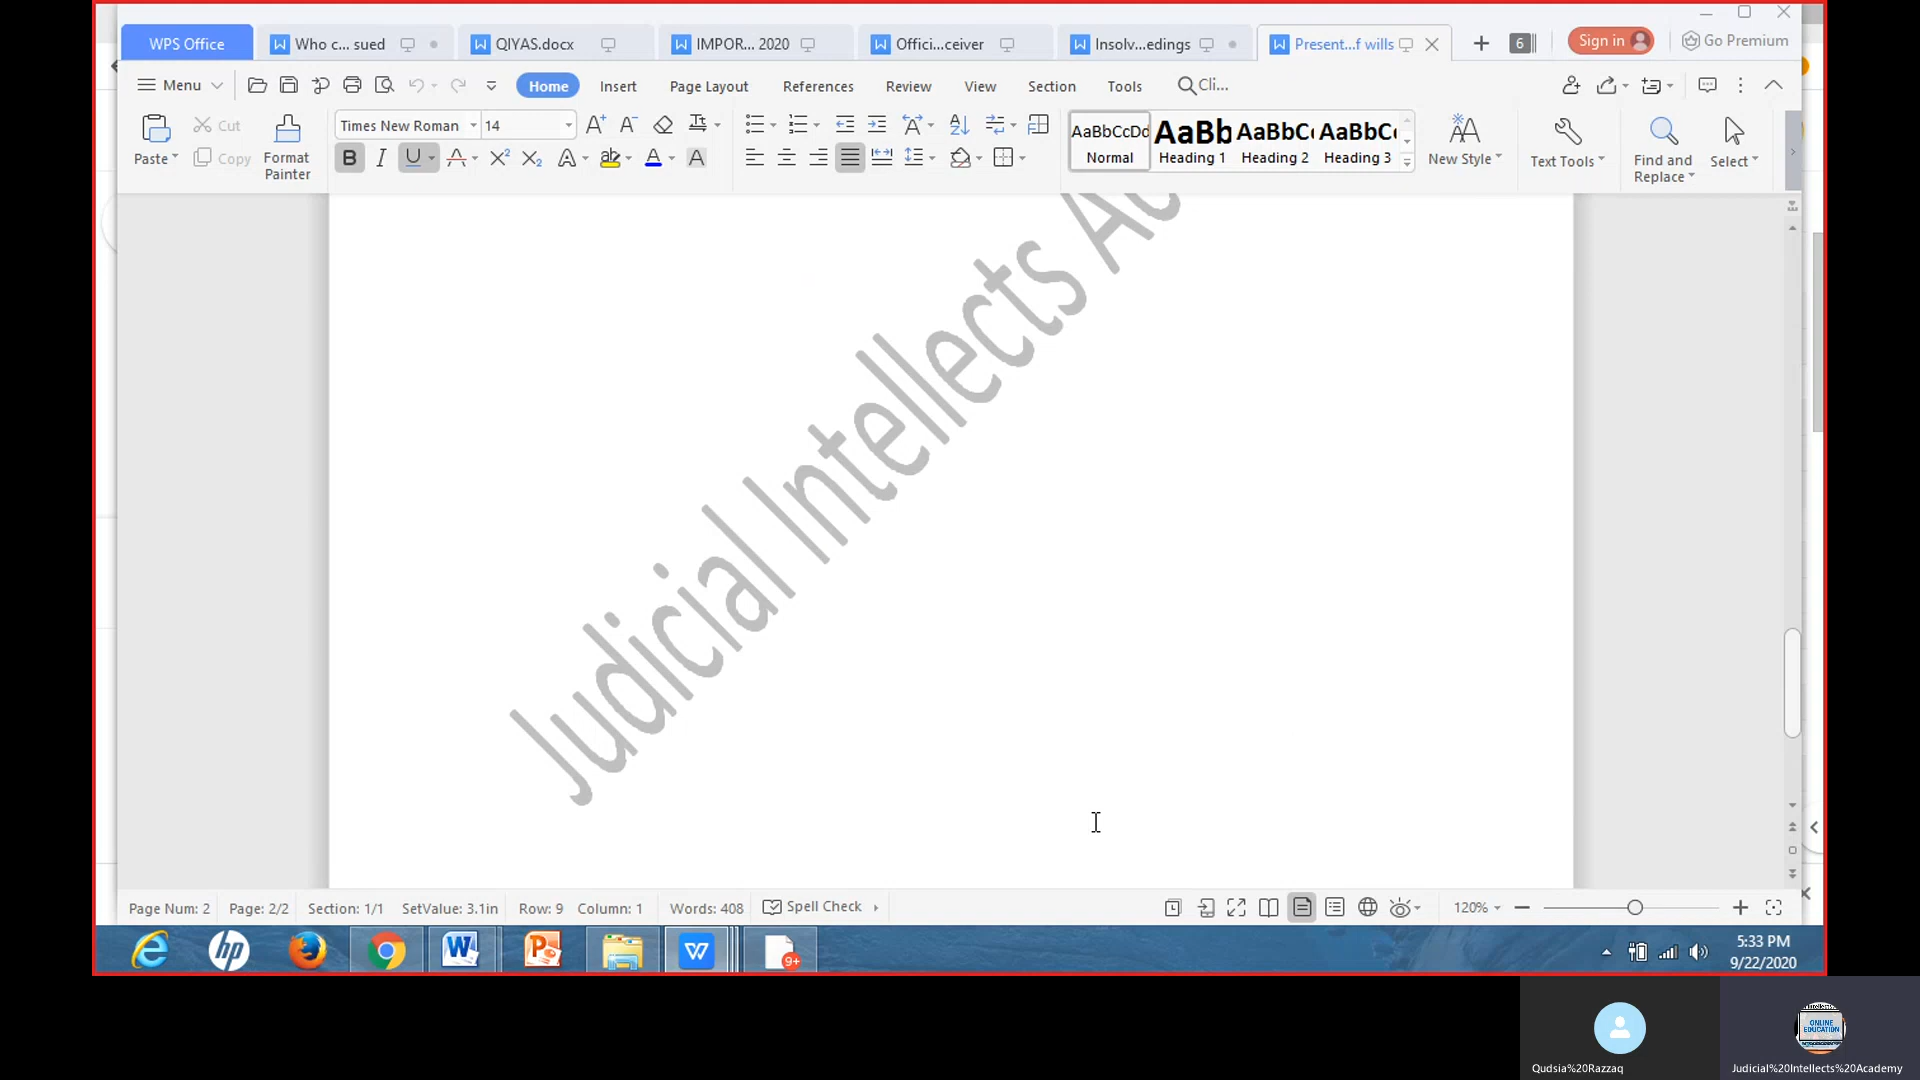 WPS Office
Who c... sued
QIYAS.docx
IMPOR... 2020
Offici...ceiver
Insolv...edings
Present...f wills
6
Sign in
Go Premium
Menu
Home
Insert
Page Layout
References
Review
View
Section
Tools
Cli...
Paste
Cut
Copy
Format
Painter
Times New Roman
14
AaBbCcDd
Normal
AaBb
Heading 1
AaBbC
Heading 2
AaBbC
Heading 3
New Style
Text Tools
Find and
Replace
Select
Judicial Intellects Ac
Page Num: 2
Page: 2/2
Section: 1/1
SetValue: 3.1in
Row: 9
Column: 1
Words: 408
Spell Check
120%
9+
5:33 PM
9/22/2020
ONLINE
EDUCATION
Qudsia%20Razzaq
Judicial%20Intellects%20Academy